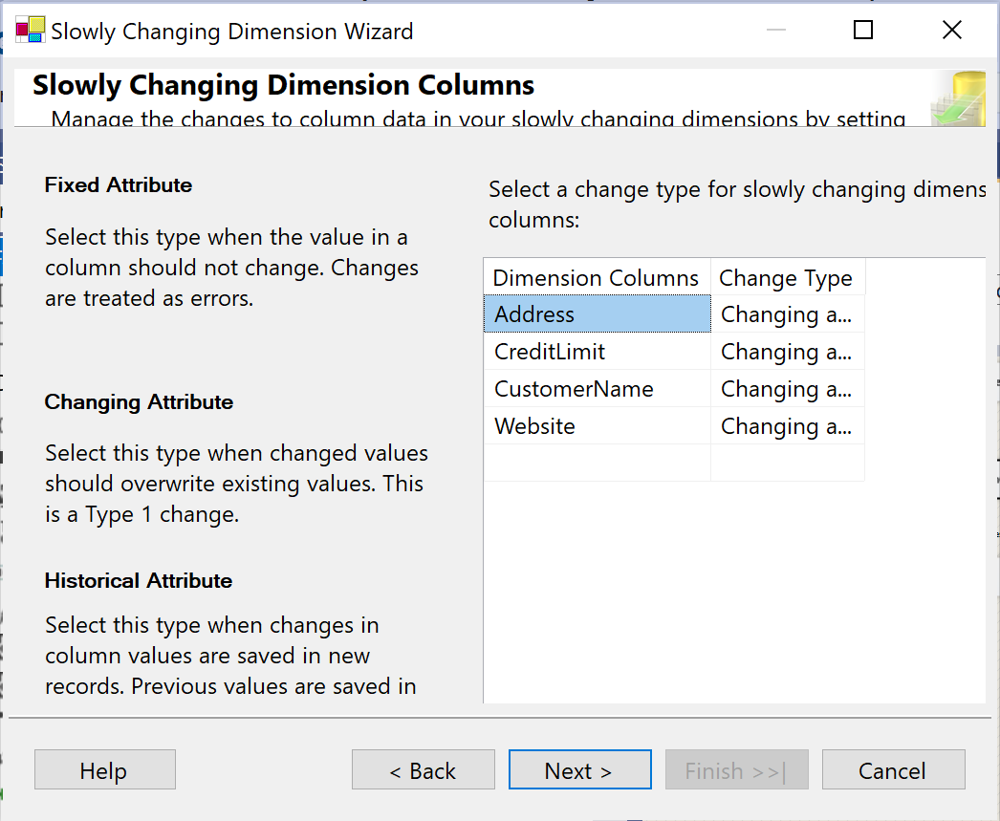 Slowly Changing Dimension Wizard
Slowly Changing Dimension Columns
Manage the changes to column data in your slowly changing dimensions by setting
Fixed Attribute
Select this type when the value in a
column should not change. Changes
are treated as errors.
Changing Attribute
Select this type when changed values
should overwrite existing values. This
is a Type 1 change.
Historical Attribute
Select this type when changes in
column values are saved in new
records. Previous values are saved in
Select a change type for slowly changing dimens
columns:
Dimension Columns Change Type
Address Changing a...
CreditLimit Changing a...
CustomerName Changing a...
Website Changing a...
Help < Back Next > Finish >>| Cancel